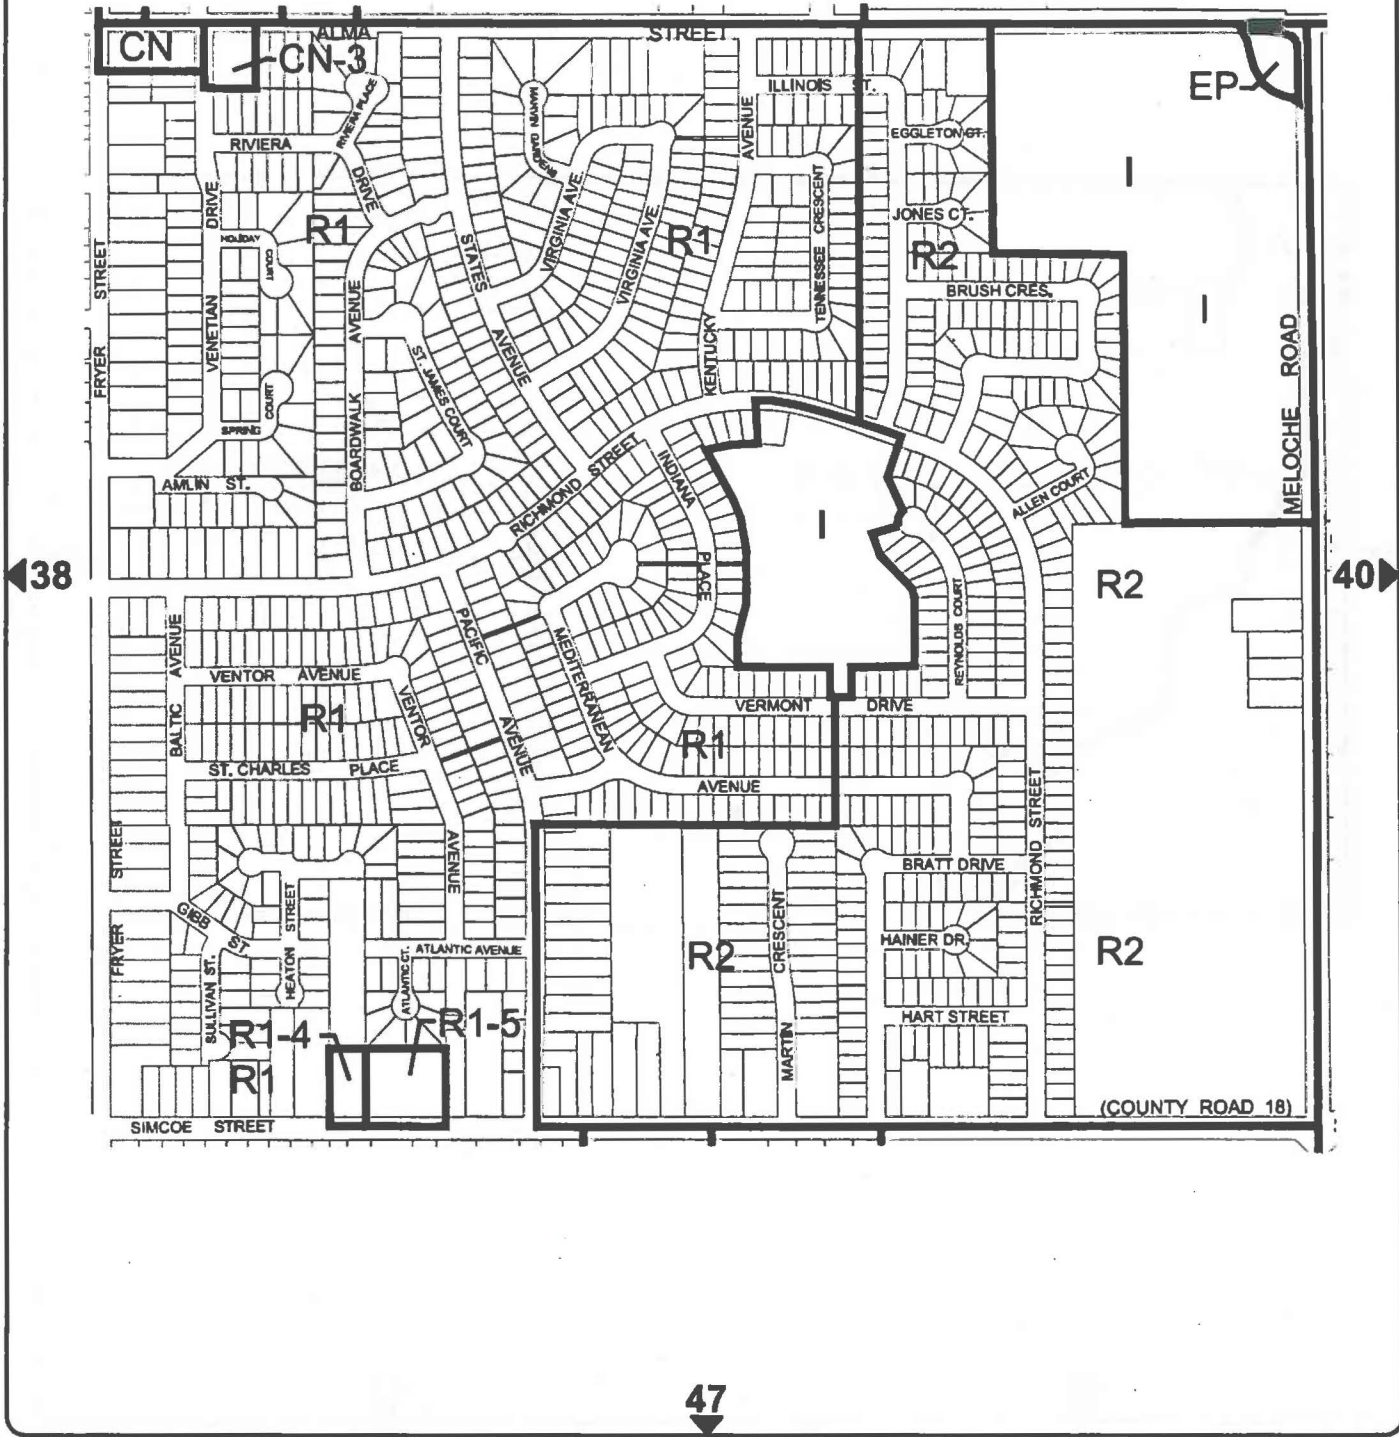 ALMA STREET
CN
CN-3
EP
ILLINOIS ST.
RIVIERA PLACE
MARVIN GARDENS
AVENUE
EGGLETON CT.
RIVIERA
DRIVE
VIRGINIA AVE.
TENNESSEE CRESCENT
I
DRIVE
R1
R1
JONES CT.
R2
HOLIDAY
COURT
STATES
VIRGINIA AVE.
BRUSH CRES.
STREET
VENETIAN
AVENUE
AVENUE
KENTUCKY
I
FRYER
ST. JAMES COURT
MELOCHE ROAD
COURT
SPRING
BOARDWALK
RICHMOND STREET
INDIANA
AMLIN ST.
ALLEN COURT
I
38
PLACE
R2
40
AVENUE
PACIFIC
MEDITERRANEAN
REYNOLDS COURT
VENTOR AVENUE
VENTOR
VERMONT DRIVE
R1
R1
BALTIC
AVENUE
ST. CHARLES PLACE
AVENUE
STREET
AVENUE
RICHMOND STREET
BRATT DRIVE
GIBB ST.
STREET
CRESCENT
HAINER DR.
FRYER
ATLANTIC AVENUE
R2
R2
SULLIVAN ST.
HEATON
ATLANTIC CT.
HART STREET
R1-4
R1-5
MARTIN
R1
(COUNTY ROAD 18)
SIMCOE STREET
47